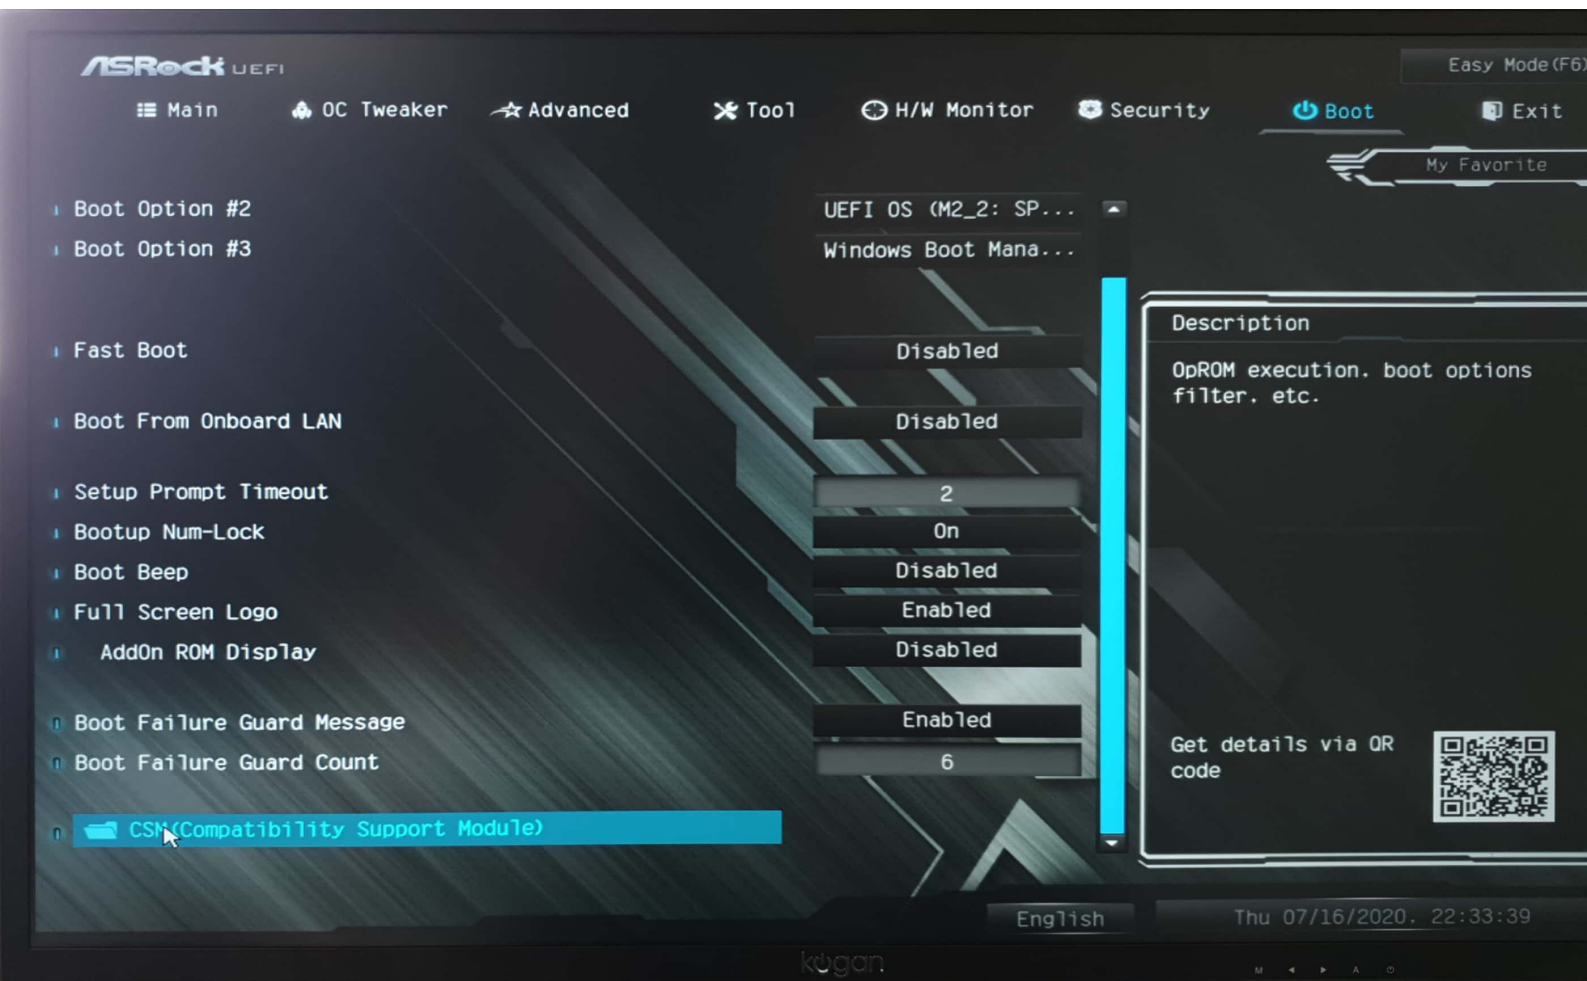 ASRock UEFI
Easy Mode(F6)
Main
OC Tweaker
Advanced
Tool
H/W Monitor
Security
Boot
Exit
My Favorite
Boot Option #2
UEFI OS (M2_2: SP...
Boot Option #3
Windows Boot Mana...
Fast Boot
Disabled
Boot From Onboard LAN
Disabled
Setup Prompt Timeout
2
Bootup Num-Lock
On
Boot Beep
Disabled
Full Screen Logo
Enabled
AddOn ROM Display
Disabled
Boot Failure Guard Message
Enabled
Boot Failure Guard Count
6
CSM(Compatibility Support Module)
Description
OpROM execution. boot options
filter. etc.
Get details via QR
code
English
Thu 07/16/2020. 22:33:39
kogan
M
A